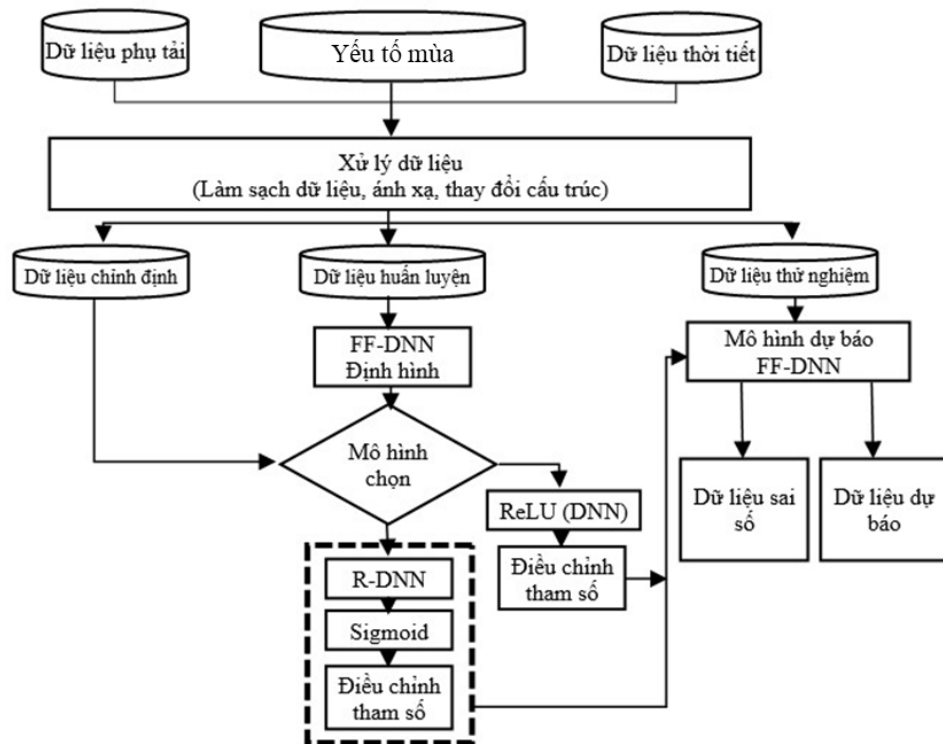 Dữ liệu phụ tải
Yếu tố mùa
Dữ liệu thời tiết
Xử lý dữ liệu
(Làm sạch dữ liệu, ánh xạ, thay đổi cấu trúc)
Dữ liệu chỉnh định
Dữ liệu huấn luyện
Dữ liệu thử nghiệm
FF-DNN
Định hình
Mô hình dự báo
FF-DNN
Mô hình
chọn
ReLU (DNN)
Dữ liệu sai
số
Dữ liệu dự
báo
Điều chỉnh
tham số
R-DNN
Sigmoid
Điều chỉnh
tham số